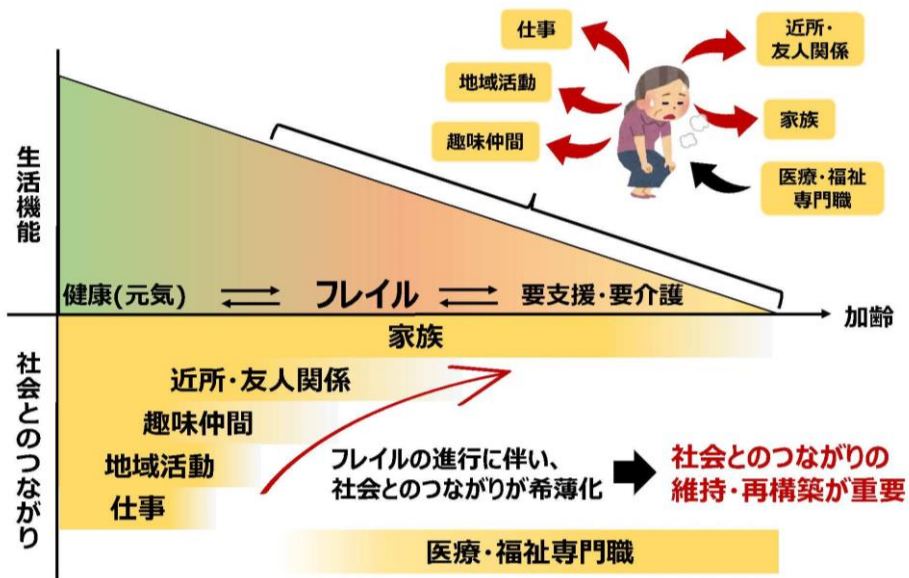 仕事
近所・
友人関係
地域活動
家族
趣味仲間
医療・福祉
専門職
生活機能
健康(元気)
フレイル
要支援・要介護
加齢
社会とのつながり
家族
近所・友人関係
趣味仲間
地域活動
仕事
フレイルの進行に伴い、
社会とのつながりが希薄化
社会とのつながりの
維持・再構築が重要
医療・福祉専門職